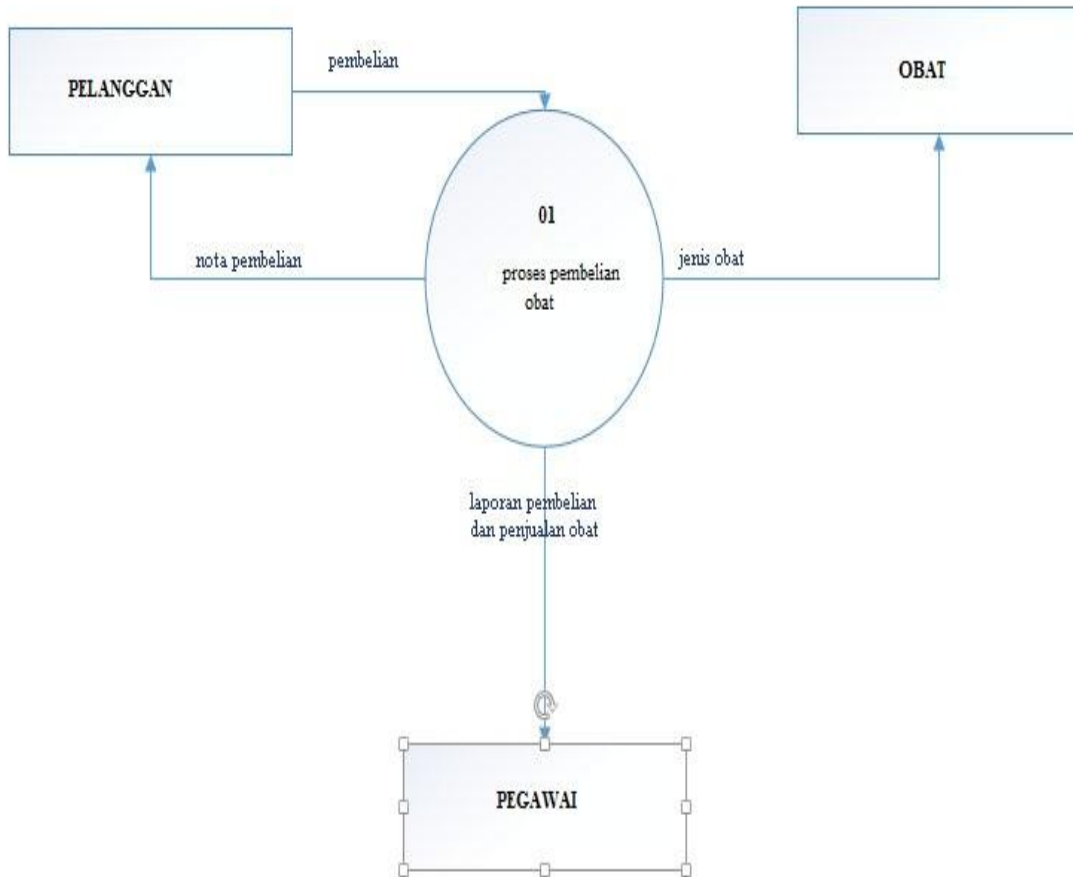 PELANGGAN
pembelian
OBAT
01
proses pembelian
obat
nota pembelian
jenis obat
laporan pembelian
dan penjualan obat
PEGAWAI